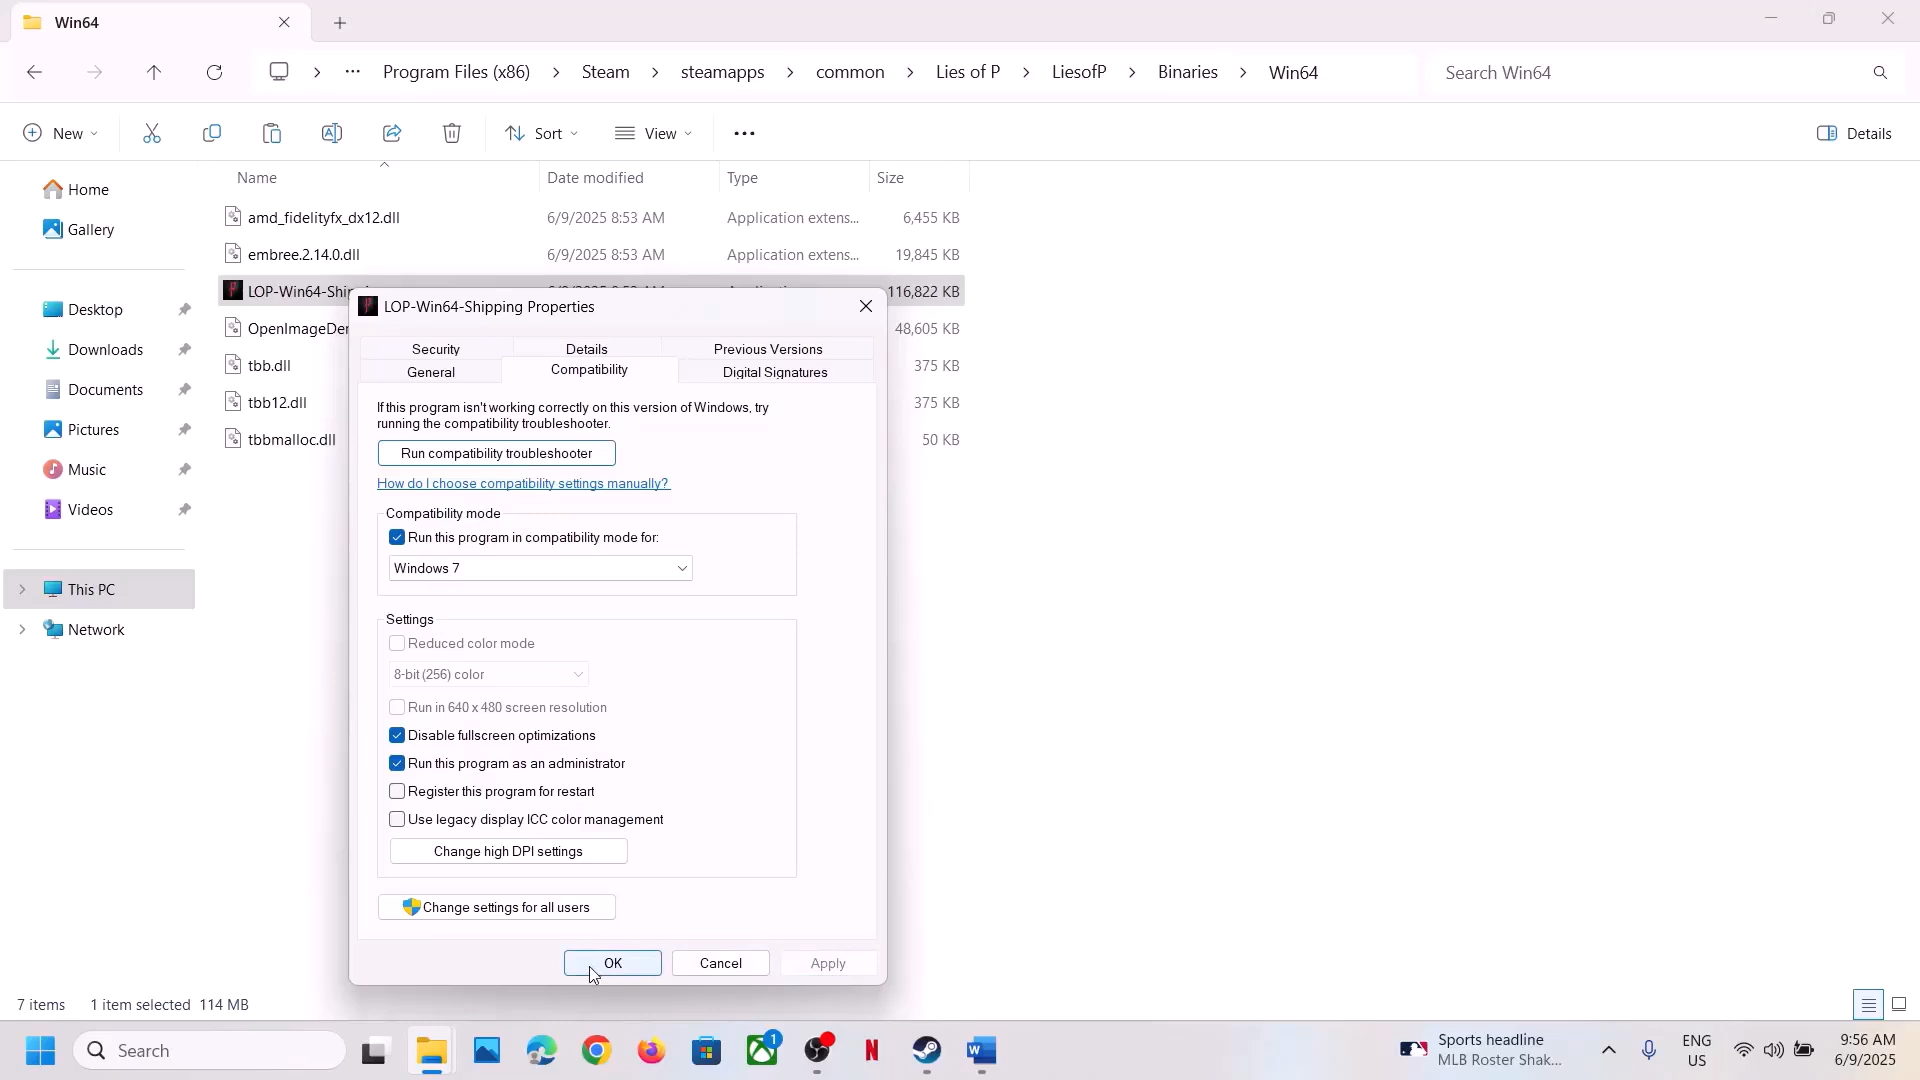 Win64
Program Files (x86) > Steam > steamapps > common > Lies of P > LiesofP > Binaries > Win64
Search Win64
New
Sort
View
Details
Home
Gallery
Desktop
Downloads
Documents
Pictures
Music
Videos
This PC
Network
Name Date modified Type Size
amd_fidelityfx_dx12.dll 6/9/2025 8:53 AM Application extens... 6,455 KB
embree.2.14.0.dll 6/9/2025 8:53 AM Application extens... 19,845 KB
LOP-Win64-Ship 116,822 KB
OpenImageDen 48,605 KB
tbb.dll 375 KB
tbb12.dll 375 KB
tbbmalloc.dll 50 KB
LOP-Win64-Shipping Properties
Security Details Previous Versions
General Compatibility Digital Signatures
If this program isn't working correctly on this version of Windows, try
running the compatibility troubleshooter.
Run compatibility troubleshooter
How do I choose compatibility settings manually?
Compatibility mode
Run this program in compatibility mode for:
Windows 7
Settings
Reduced color mode
8-bit (256) color
Run in 640 x 480 screen resolution
Disable fullscreen optimizations
Run this program as an administrator
Register this program for restart
Use legacy display ICC color management
Change high DPI settings
Change settings for all users
OK Cancel Apply
7 items 1 item selected 114 MB
Search
1
Sports headline
MLB Roster Shak...
ENG
US
9:56 AM
6/9/2025